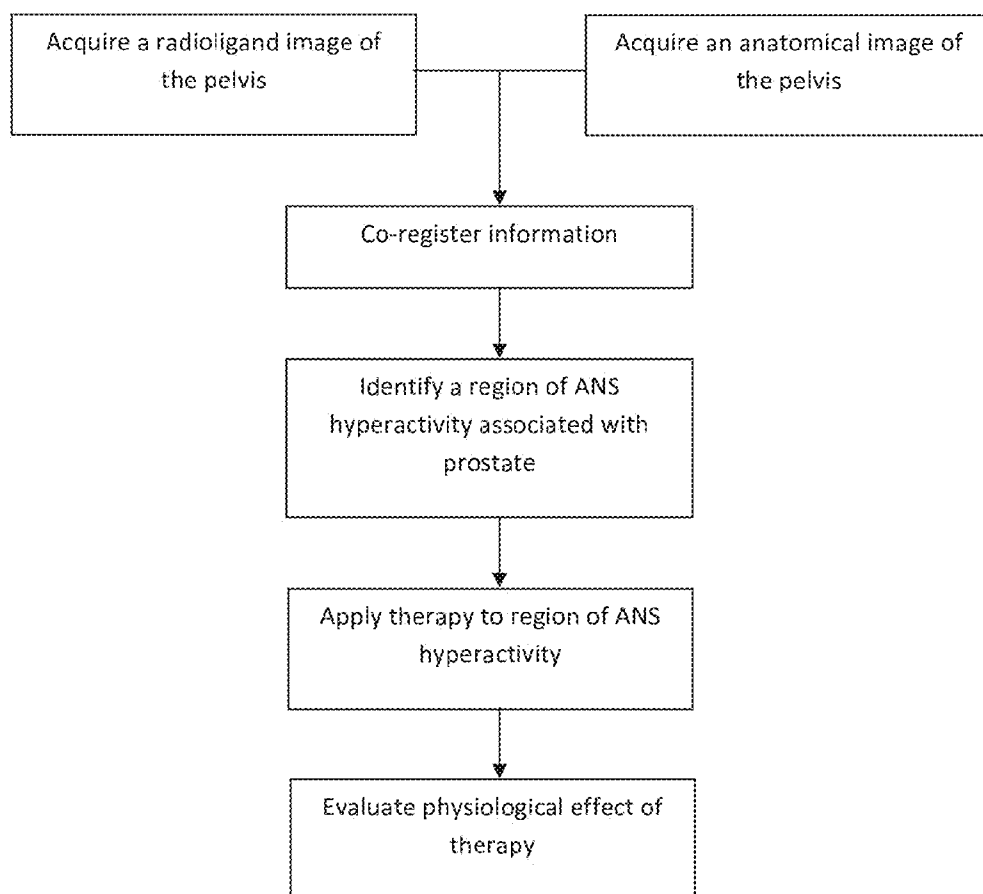 Acquire a radioligand image of
the pelvis
Acquire an anatomical image of
the pelvis
Co-register information
Identify a region of ANS
hyperactivity associated with
prostate
Apply therapy to region of ANS
hyperactivity
Evaluate physiological effect of
therapy